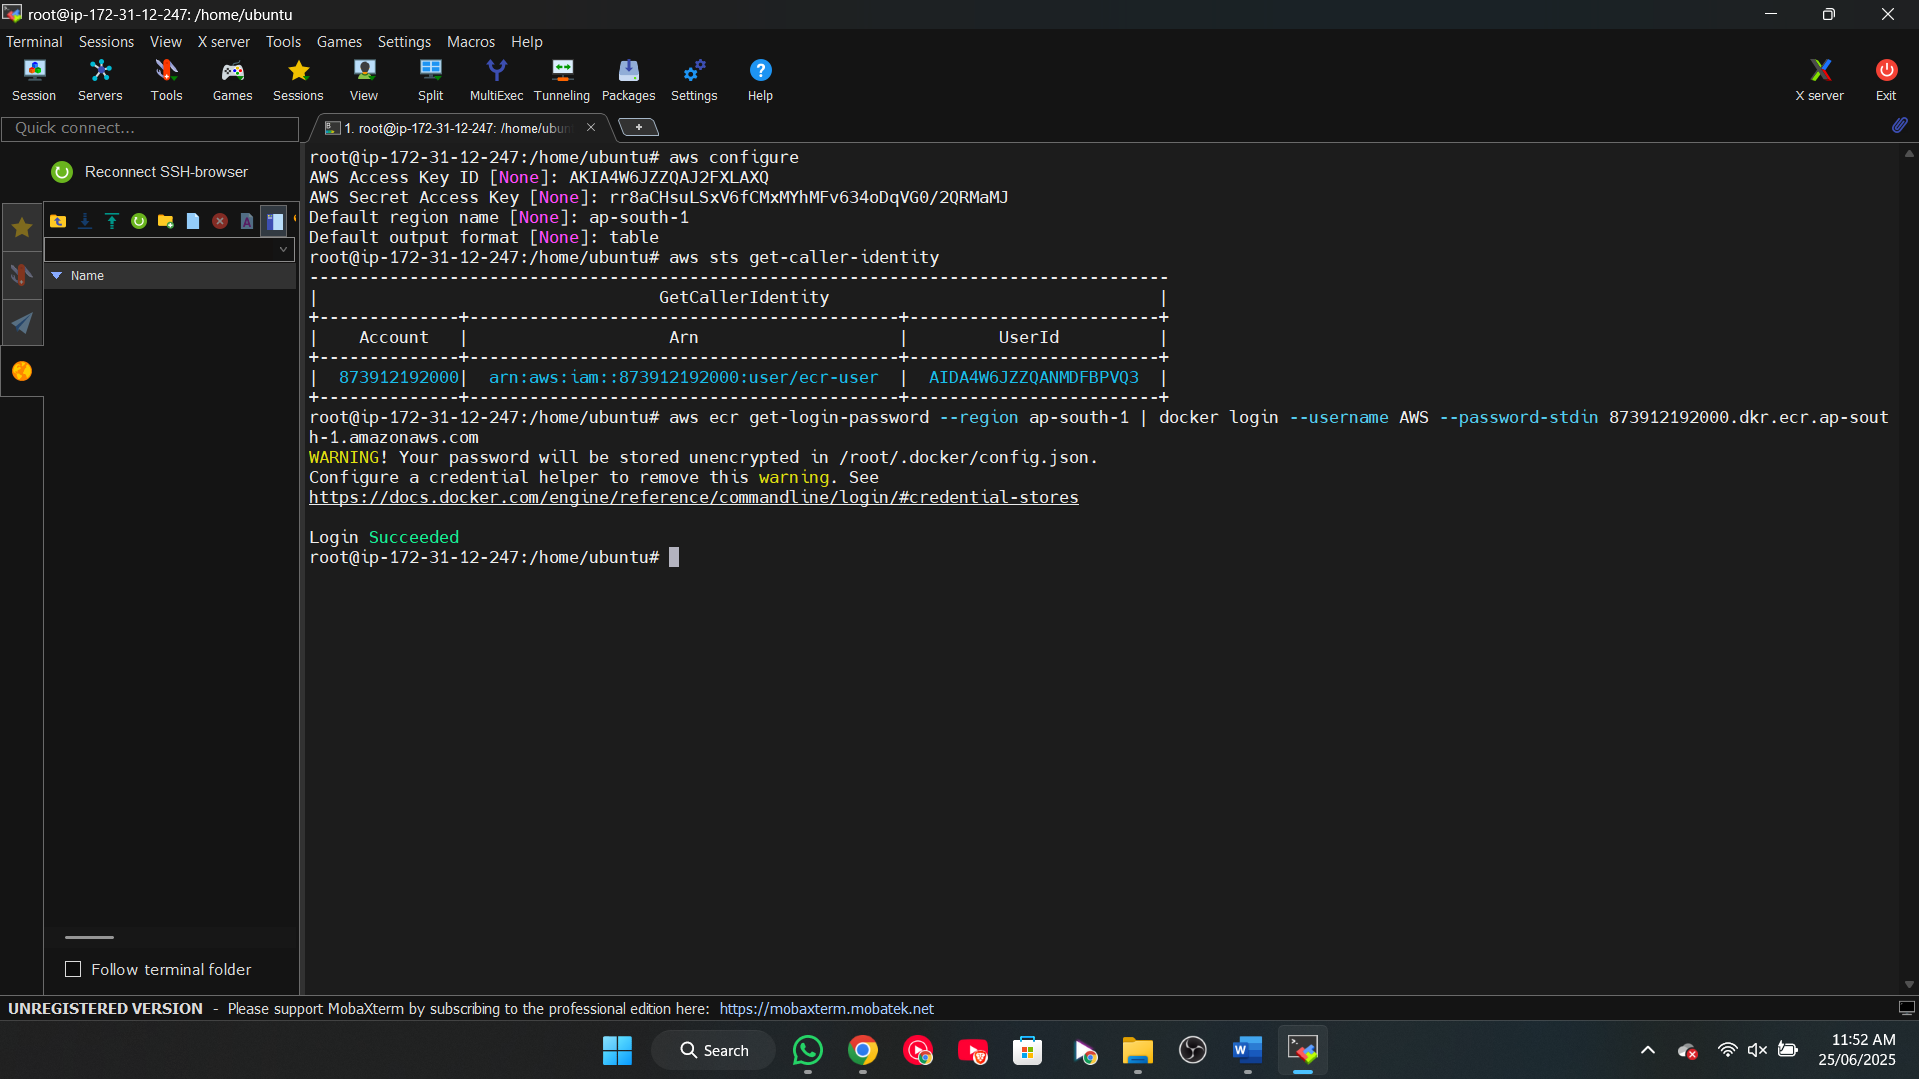 root@ip-172-31-12-247: /home/ubuntu
Terminal Sessions View X server Tools Games Settings Macros Help
Session Servers Tools Games Sessions View Split MultiExec Tunneling Packages Settings Help X server Exit
Quick connect...
1. root@ip-172-31-12-247: /home/ubun
Reconnect SSH-browser
Name
root@ip-172-31-12-247:/home/ubuntu# aws configure
AWS Access Key ID [None]: AKIA4W6JZZQAJ2FXLAXQ
AWS Secret Access Key [None]: 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
Default region name [None]: ap-south-1
Default output format [None]: table
root@ip-172-31-12-247:/home/ubuntu# aws sts get-caller-identity
GetCallerIdentity
Account | Arn | UserId
873912192000| arn:aws:iam::873912192000:user/ecr-user | AIDA4W6JZZQANMDFBPVQ3
root@ip-172-31-12-247:/home/ubuntu# aws ecr get-login-password --region ap-south-1 | docker login --username AWS --password-stdin 873912192000.dkr.ecr.ap-sout
h-1.amazonaws.com
WARNING! Your password will be stored unencrypted in /root/.docker/config.json.
Configure a credential helper to remove this warning. See
https://docs.docker.com/engine/reference/commandline/login/#credential-stores
Login Succeeded
root@ip-172-31-12-247:/home/ubuntu#
Follow terminal folder
UNREGISTERED VERSION - Please support MobaXterm by subscribing to the professional edition here: https://mobaxterm.mobatek.net
Search
11:52 AM
25/06/2025